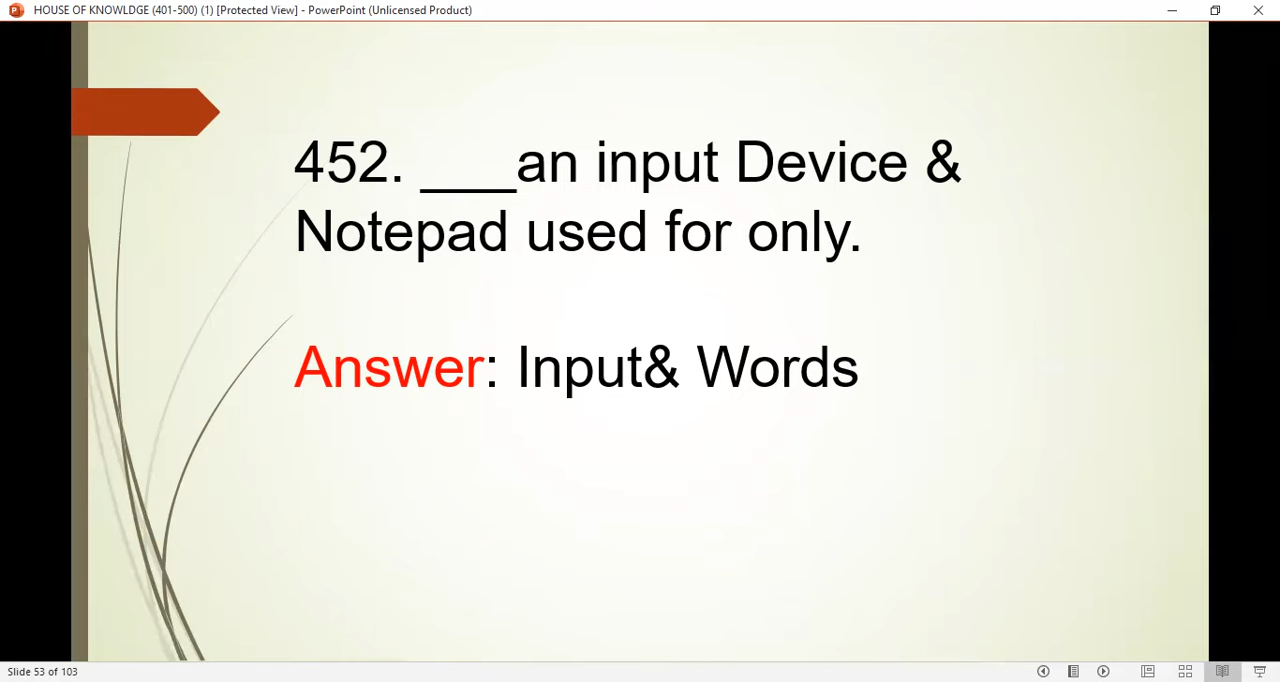 HOUSE OF KNOWLDGE (401-500) (1) [Protected View] - PowerPoint (Unlicensed Product)
452. ___an input Device &
Notepad used for only.
Answer: Input& Words
Slide 53 of 103